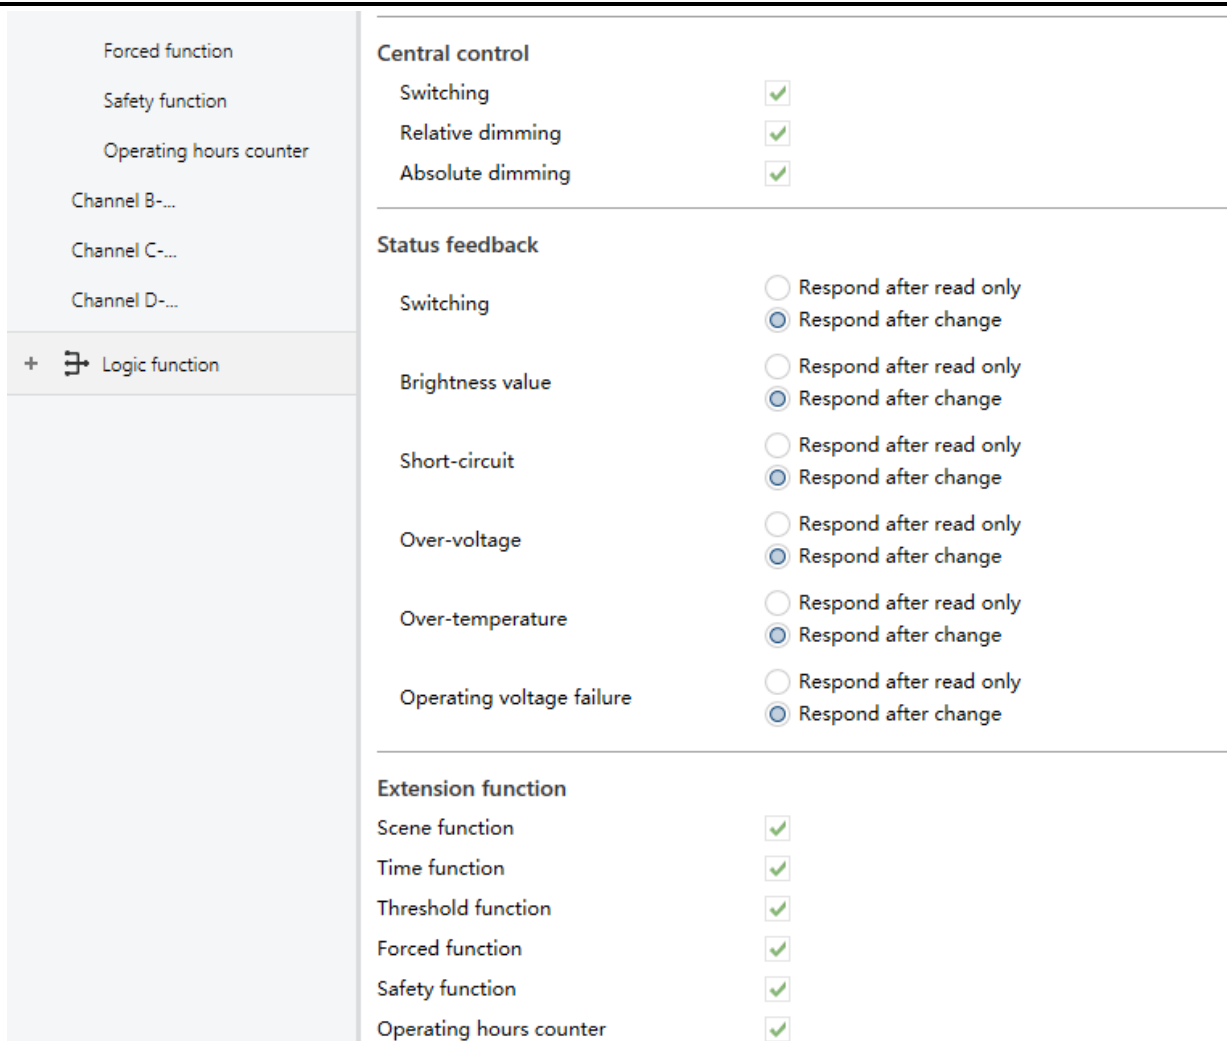 Forced function
Safety function
Operating hours counter
Channel B-...
Channel C-...
Channel D-...
+ Logic function
Central control
Switching
Relative dimming
Absolute dimming
Status feedback
Switching
Respond after read only
Respond after change
Brightness value
Respond after read only
Respond after change
Short-circuit
Respond after read only
Respond after change
Over-voltage
Respond after read only
Respond after change
Over-temperature
Respond after read only
Respond after change
Operating voltage failure
Respond after read only
Respond after change
Extension function
Scene function
Time function
Threshold function
Forced function
Safety function
Operating hours counter